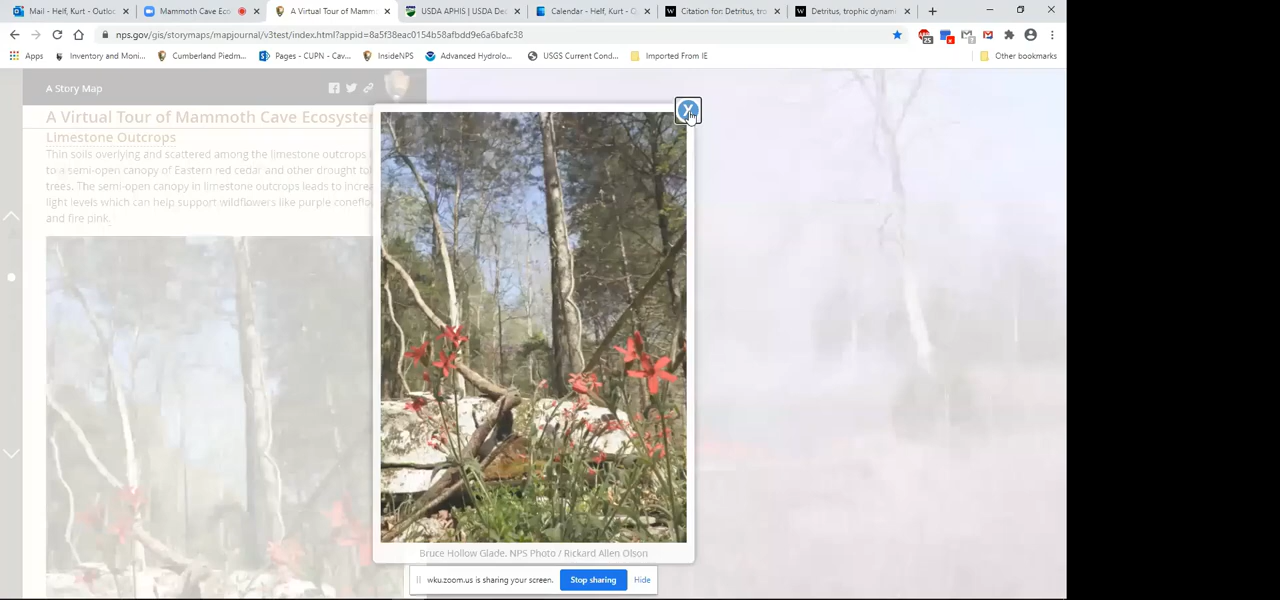 Mail - Helf, Kurt - Outloo
Mammoth Cave Eco
A Virtual Tour of Mamm
USDA APHIS | USDA De
Calendar - Helf, Kurt - O
Citation for: Detritus, tro
Detritus, trophic dynami
nps.gov/gis/storymaps/mapjournal/v3test/index.html?appid=8a5f38eac0154b58afbdd9e6a6bafc38
Apps
Inventory and Moni...
Cumberland Piedm...
Pages - CUPN - Cav...
InsideNPS
Advanced Hydrolo...
USGS Current Cond...
Imported From IE
Other bookmarks
A Story Map
A Virtual Tour of Mammoth Cave Ecosyste
Limestone Outcrops
Thin soils overlying and scattered among the limestone outcrops
to a semi-open canopy of Eastern red cedar and other drought to
trees. The semi-open canopy in limestone outcrops leads to increa
light levels which can help support wildflowers like purple coneflo
and fire pink.
Bruce Hollow Glade. NPS Photo / Rickard Allen Olson
wku.zoom.us is sharing your screen.
Stop sharing
Hide